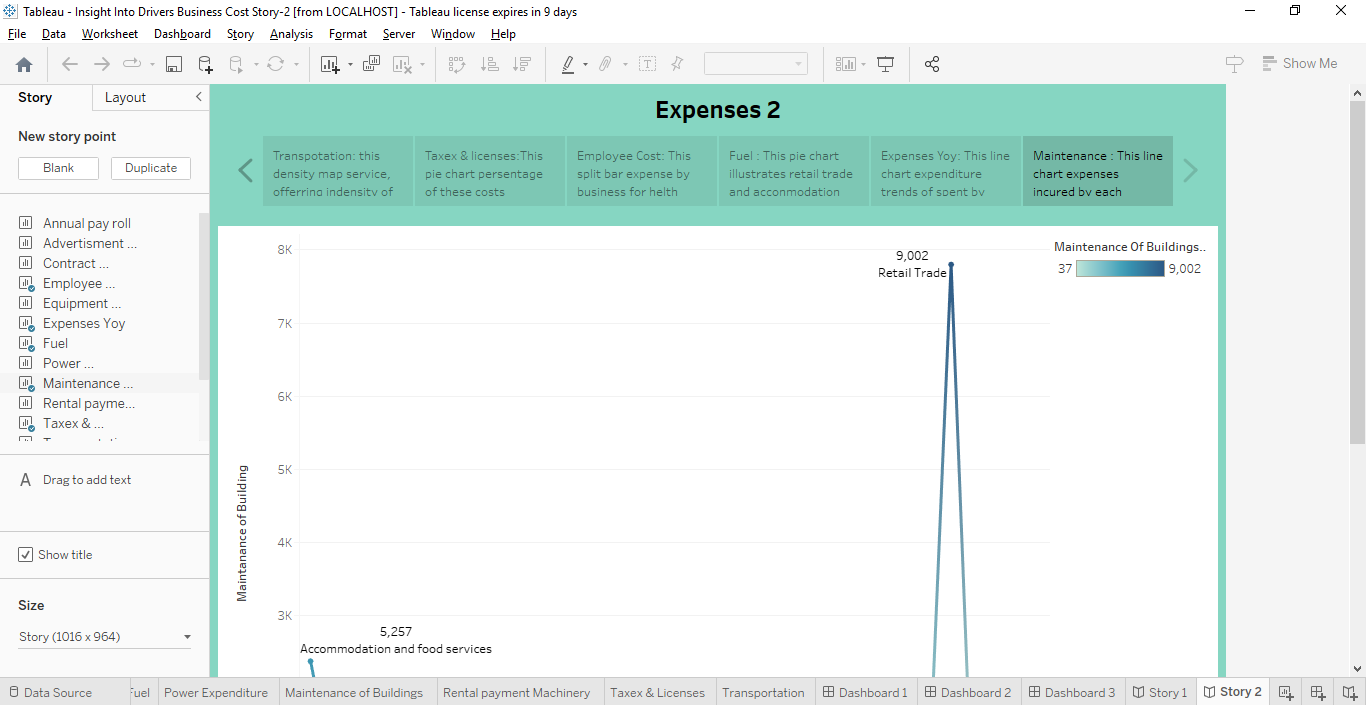 Tableau - Insight Into Drivers Business Cost Story-2 [from LOCALHOST] - Tableau license expires in 9 days
File Data Worksheet Dashboard Story Analysis Format Server Window Help
T
Show Me
Story Layout
New story point
Blank Duplicate
Annual pay roll
Advertisment ...
Contract ...
Employee ...
Equipment ...
Expenses Yoy
Fuel
Power ...
Maintenance ...
Rental payme...
Taxex & ...
A Drag to add text
Show title
Size
Story (1016 x 964)
Expenses 2
Transpotation: this
density map service,
offerring indensity of
Taxex & licenses:This
pie chart persentage
of these costs
Employee Cost: This
split bar expense by
business for helth
Fuel : This pie chart
illustrates retail trade
and acconmodation
Expenses Yoy: This line
chart expenditure
trends of spent by
Maintenance : This line
chart expenses
incured by each
8K
7K
6K
5K
4K
3K
Maintanance of Building
9,002
Retail Trade
5,257
Accommodation and food services
Maintenance Of Buildings..
37 9,002
Data Source Fuel Power Expenditure Maintenance of Buildings Rental payment Machinery Taxex & Licenses Transportation Dashboard 1 Dashboard 2 Dashboard 3 Story 1 Story 2